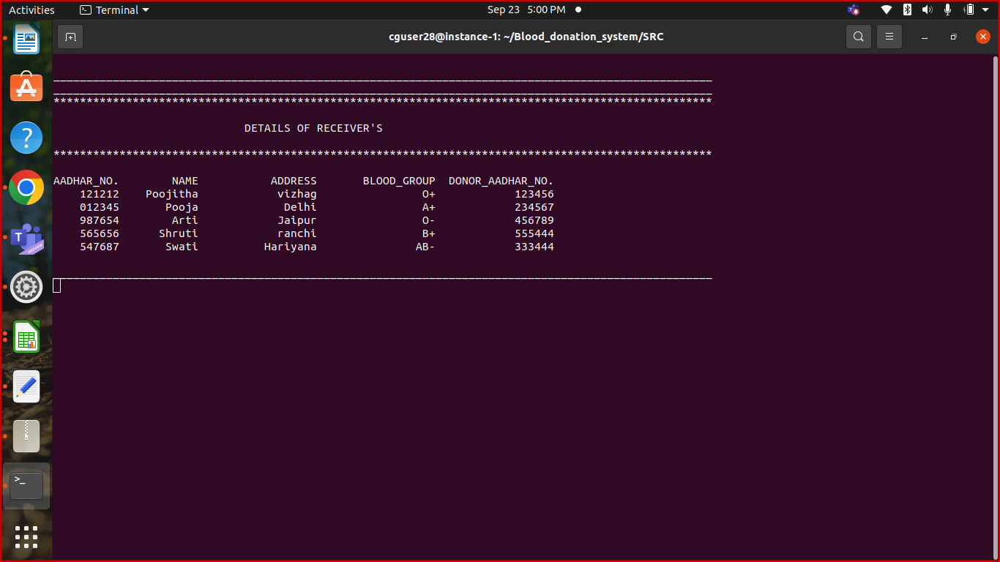 Activities Terminal Sep 23 5:00 PM
cguser28@instance-1: ~/Blood_donation_system/SRC
____________________________________________________________________________________________________
____________________________________________________________________________________________________
****************************************************************************************************
DETAILS OF RECEIVER'S
****************************************************************************************************
AADHAR_NO. NAME ADDRESS BLOOD_GROUP DONOR_AADHAR_NO.
121212 Poojitha vizhag O+ 123456
012345 Pooja Delhi A+ 234567
987654 Arti Jaipur O- 456789
565656 Shruti ranchi B+ 555444
547687 Swati Hariyana AB- 333444
____________________________________________________________________________________________________